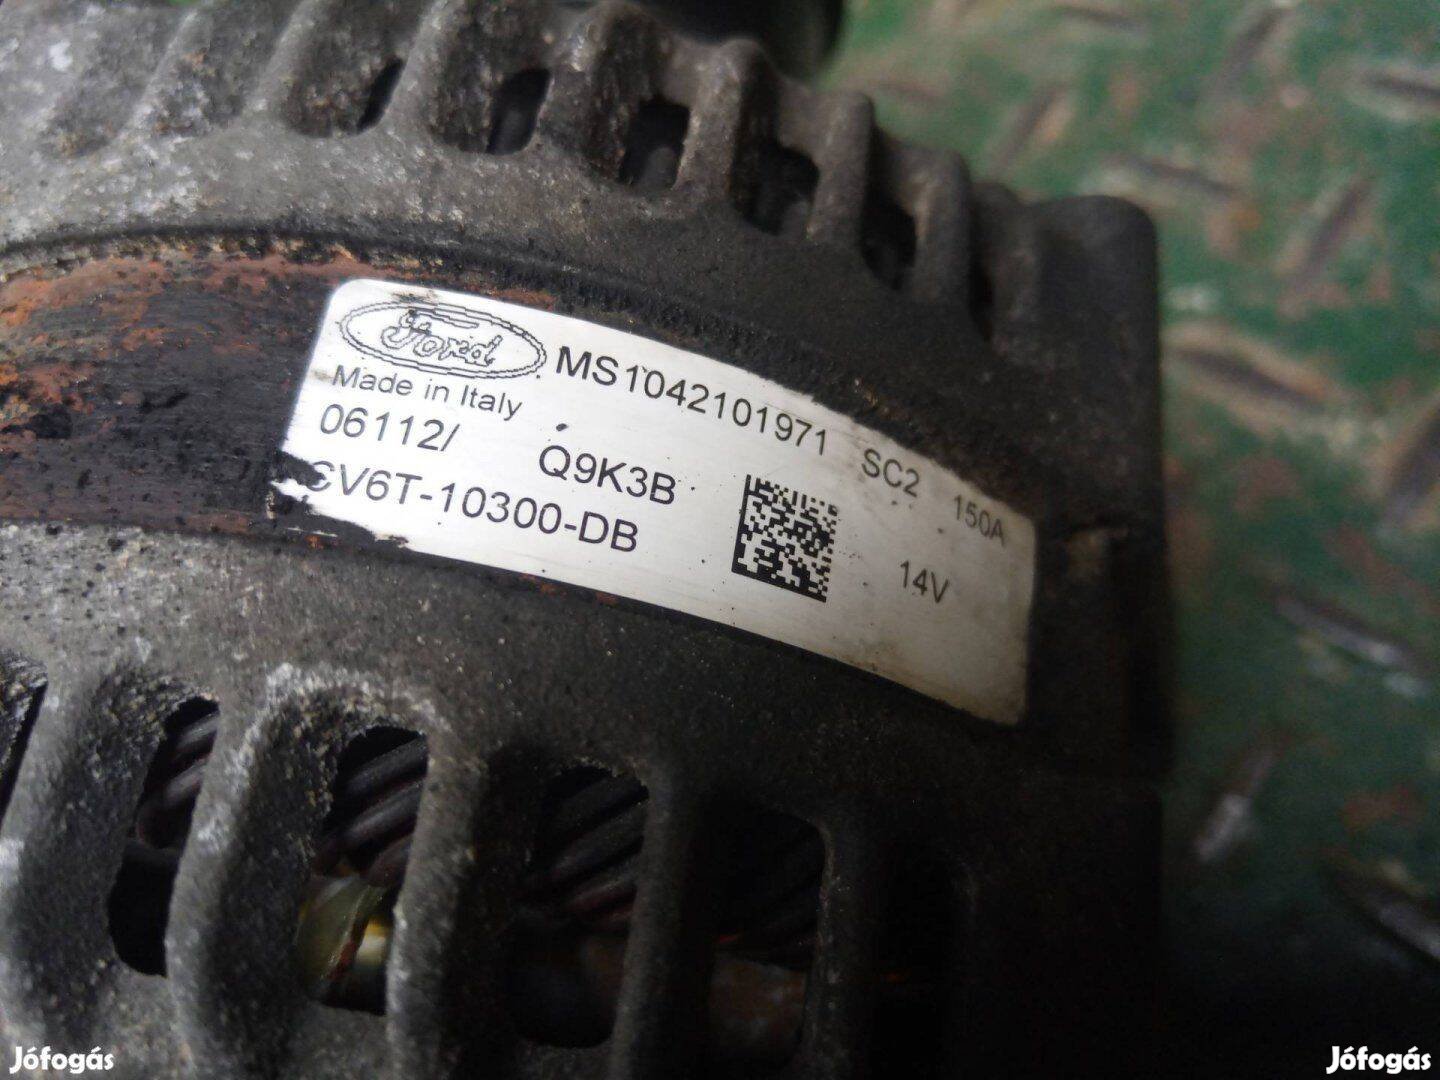 Ford MS1042101971 SC2 150A
Made in Italy
06112/ Q9K3B 14V
CV6T-10300-DB
Jófogás Jófogás